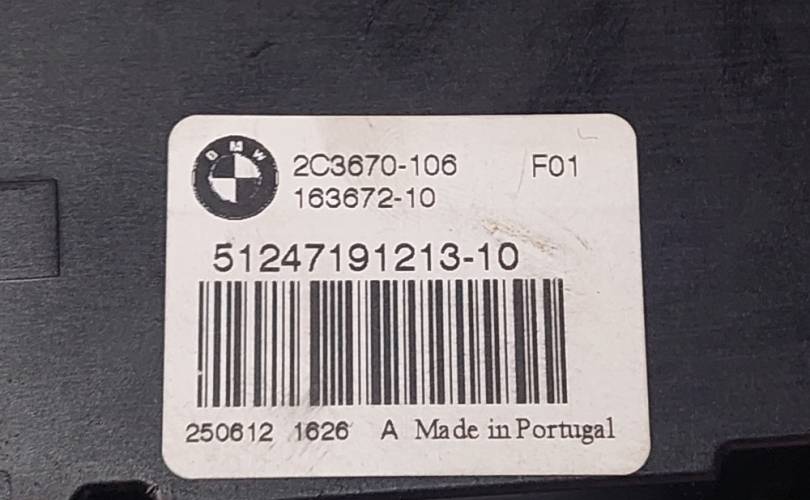 BMW
2C3670-106 F01
163672-10
51247191213-10
250612 1626 A Made in Portugal